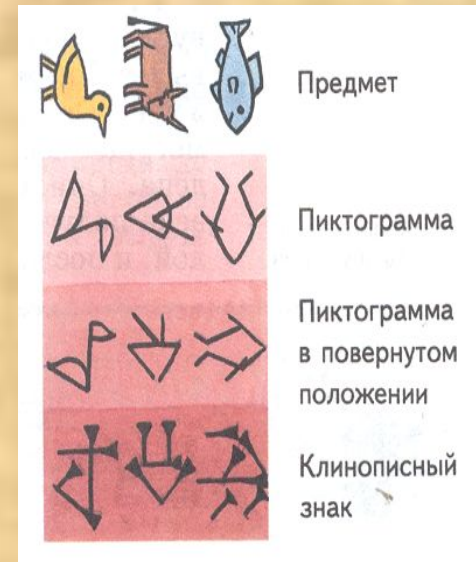 Предмет
Пиктограмма
Пиктограмма
в повернутом
положении
Клинописный
знак